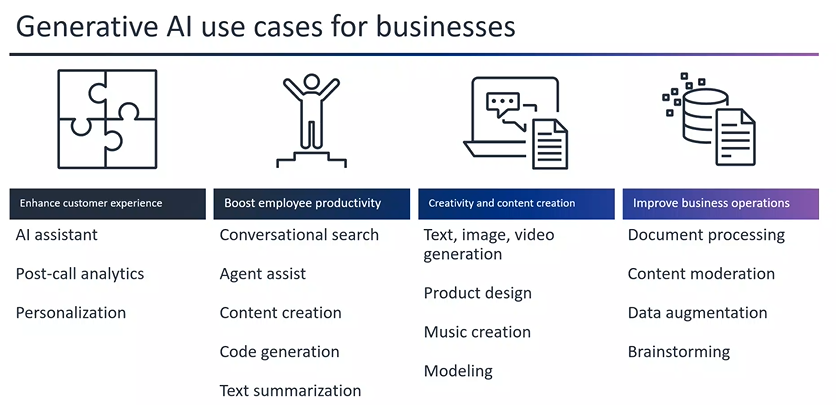 Generative AI use cases for businesses
Enhance customer experience
AI assistant
Post-call analytics
Personalization
Boost employee productivity
Conversational search
Agent assist
Content creation
Code generation
Text summarization
Creativity and content creation
Text, image, video
generation
Product design
Music creation
Modeling
Improve business operations
Document processing
Content moderation
Data augmentation
Brainstorming